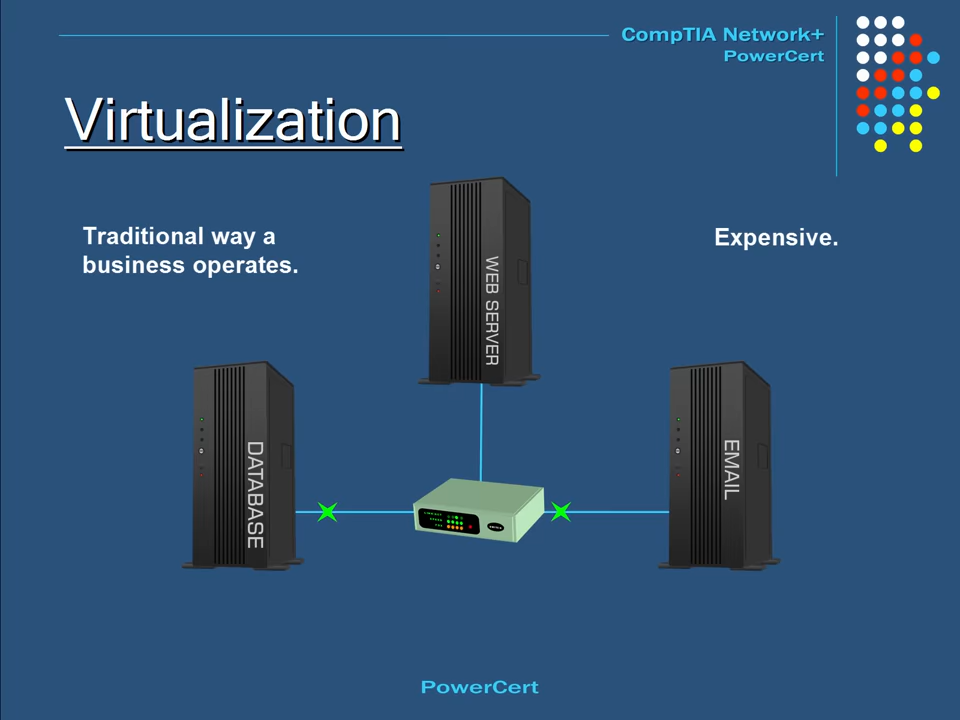 CompTIA Network+
PowerCert
Virtualization
Traditional way a
business operates.
Expensive.
WEB SERVER
DATABASE
EMAIL
PowerCert